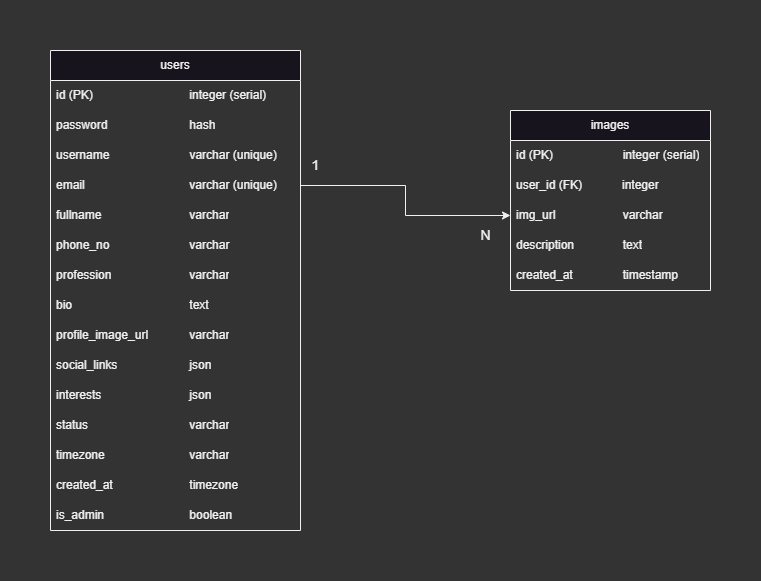 users
id (PK) integer (serial)
password hash
username varchar (unique)
email varchar (unique)
fullname varchar
phone_no varchar
profession varchar
bio text
profile_image_url varchar
social_links json
interests json
status varchar
timezone varchar
created_at timezone
is_admin boolean
1
N
images
id (PK) integer (serial)
user_id (FK) integer
img_url varchar
description text
created_at timestamp